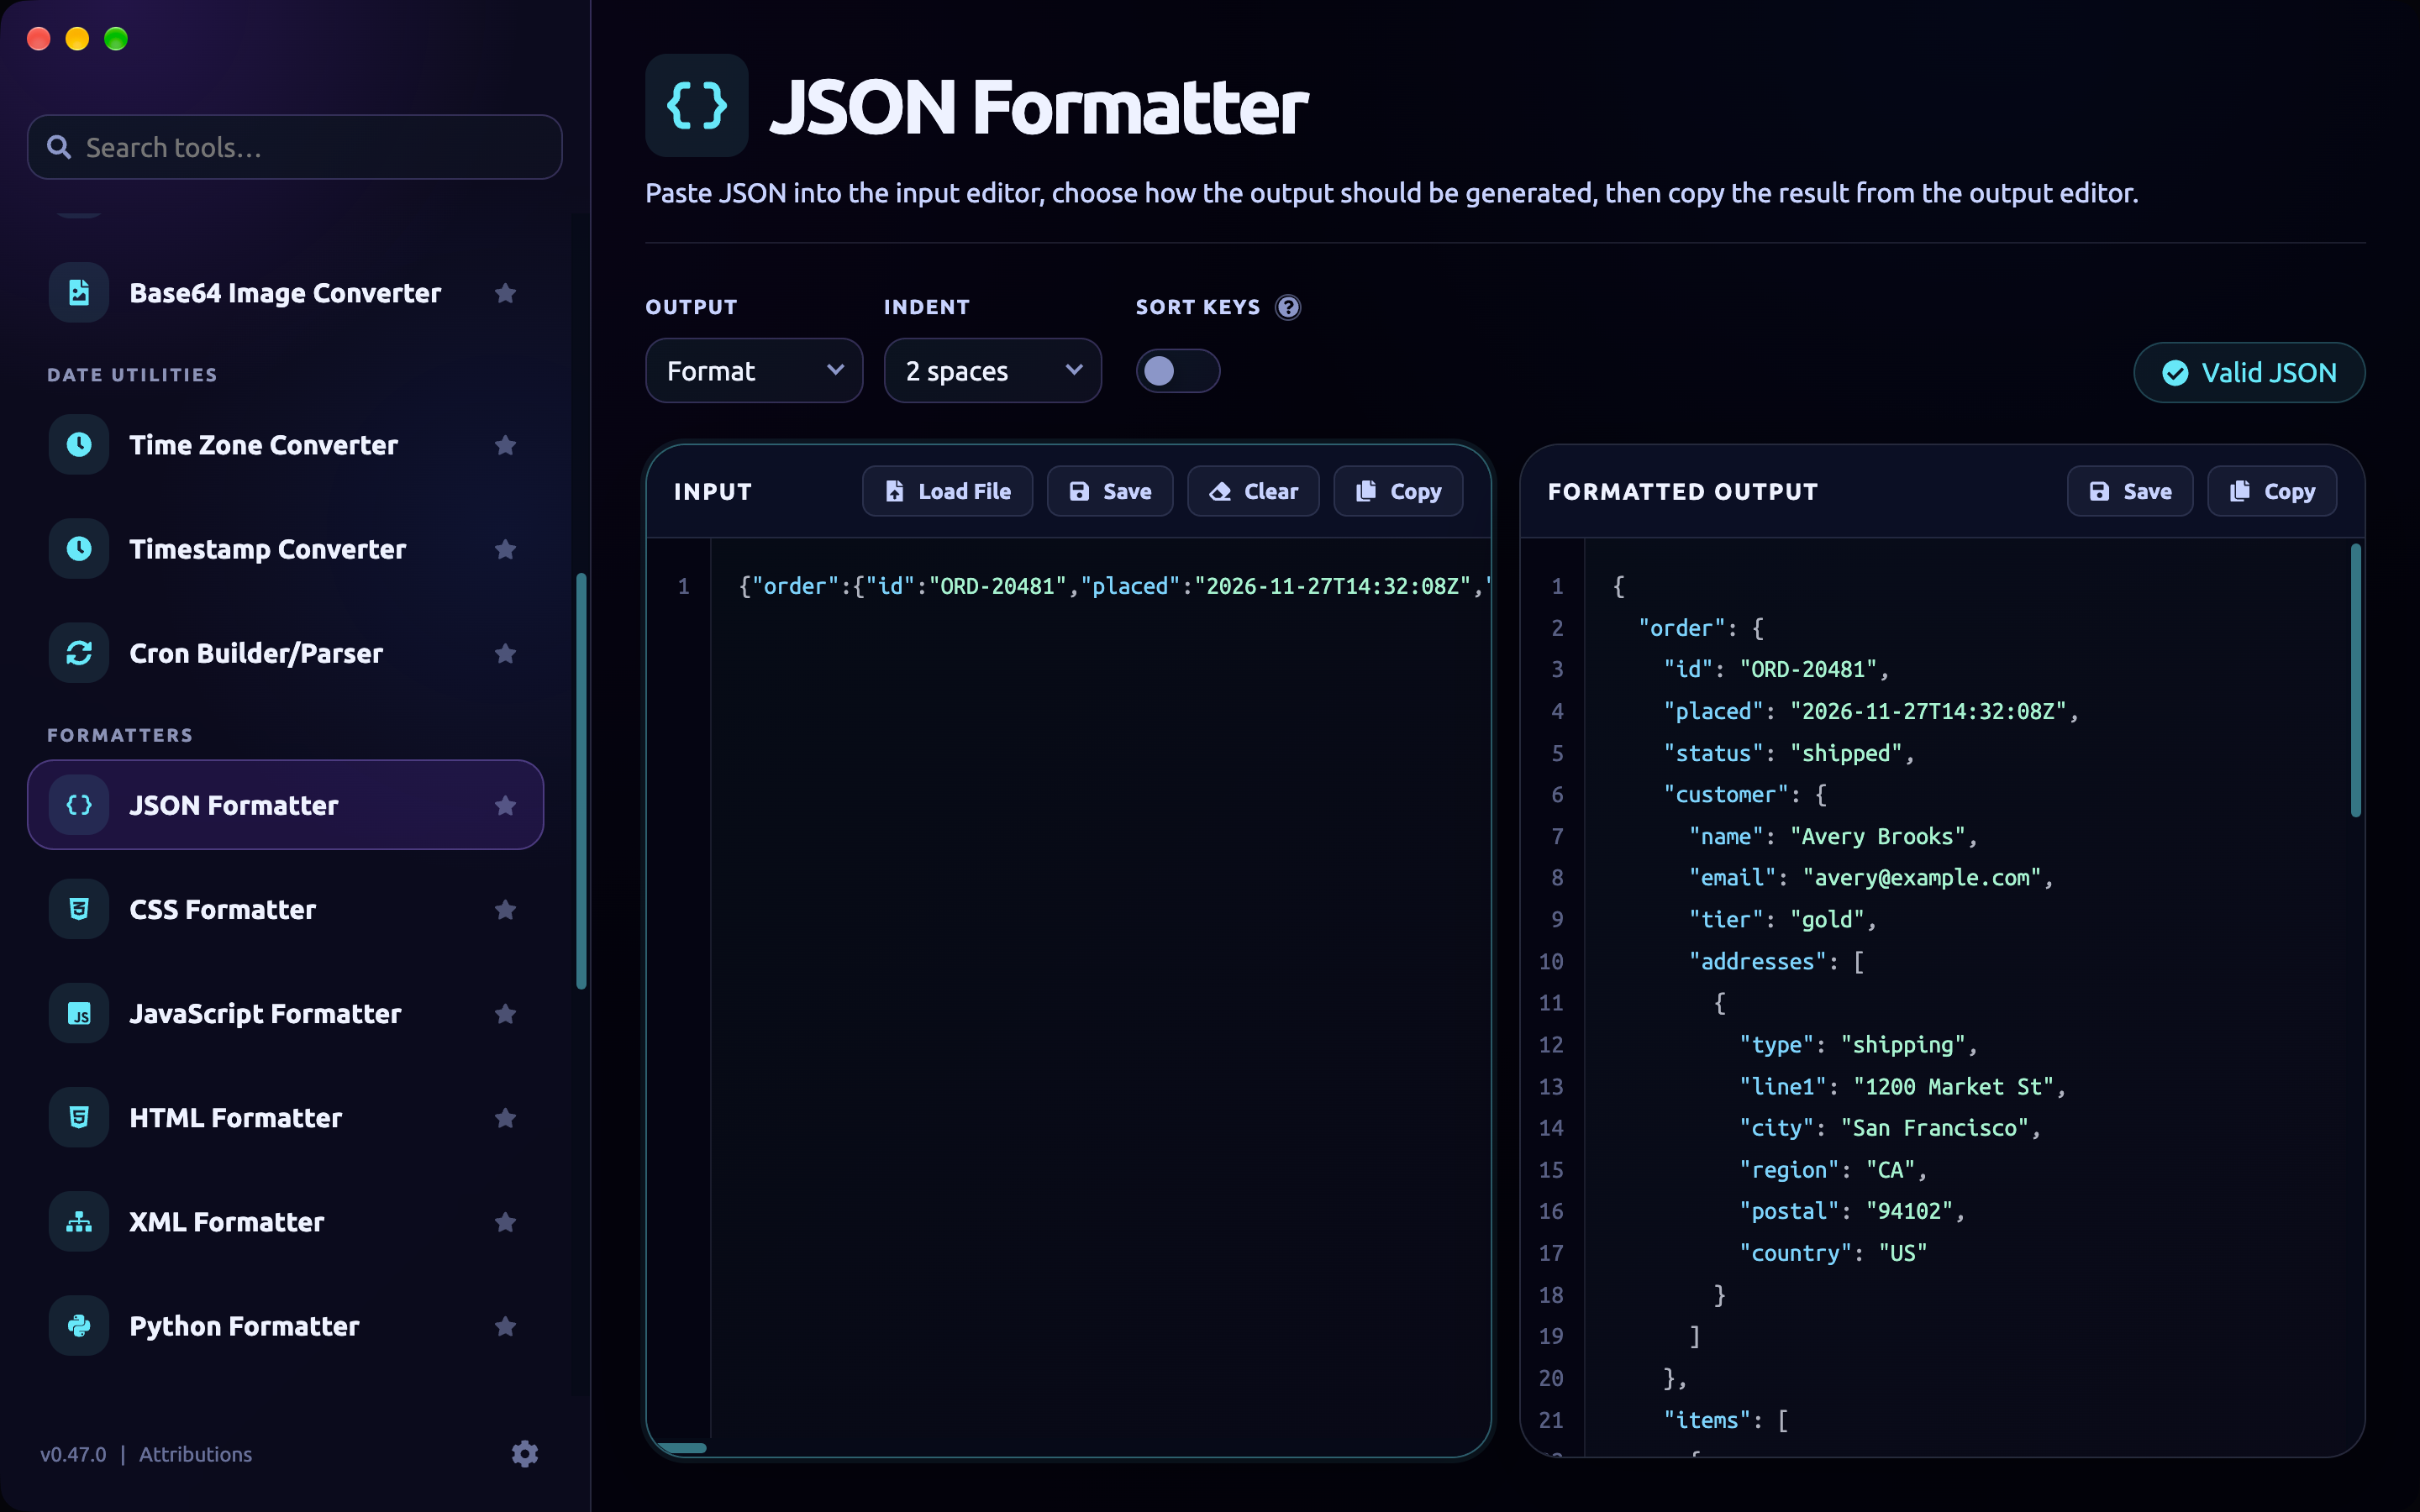 Search tools...
Base64 Image Converter
DATE UTILITIES
Time Zone Converter
Timestamp Converter
Cron Builder/Parser
FORMATTERS
JSON Formatter
CSS Formatter
JavaScript Formatter
HTML Formatter
XML Formatter
Python Formatter
v0.47.0 | Attributions
{} JSON Formatter
Paste JSON into the input editor, choose how the output should be generated, then copy the result from the output editor.
OUTPUT INDENT SORT KEYS ?
Format 2 spaces Valid JSON
INPUT Load File Save Clear Copy
1 {"order":{"id":"ORD-20481","placed":"2026-11-27T14:32:08Z","
FORMATTED OUTPUT Save Copy
1 {
2 "order": {
3 "id": "ORD-20481",
4 "placed": "2026-11-27T14:32:08Z",
5 "status": "shipped",
6 "customer": {
7 "name": "Avery Brooks",
8 "email": "avery@example.com",
9 "tier": "gold",
10 "addresses": [
11 {
12 "type": "shipping",
13 "line1": "1200 Market St",
14 "city": "San Francisco",
15 "region": "CA",
16 "postal": "94102",
17 "country": "US"
18 }
19 ]
20 },
21 "items": [